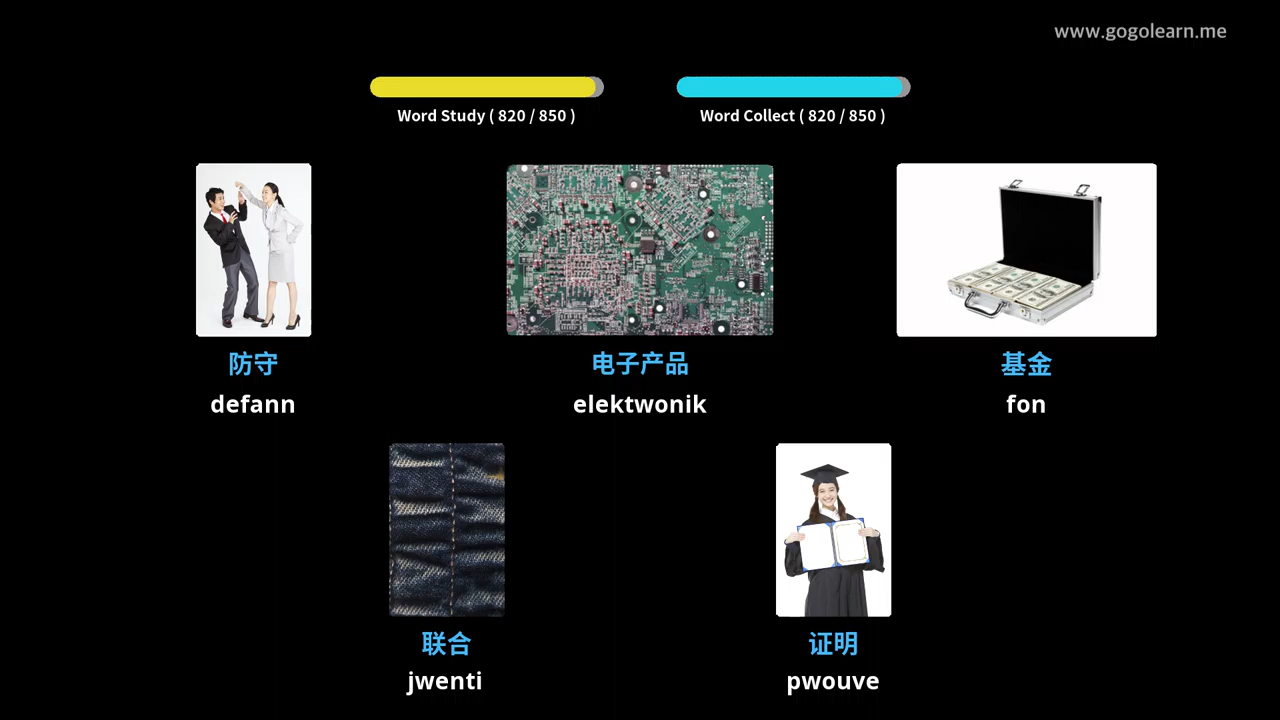 www.gogolearn.me
Word Study ( 820 / 850 )
Word Collect ( 820 / 850 )
防守
defann
电子产品
elektwonik
基金
fon
联合
jwenti
证明
pwouve